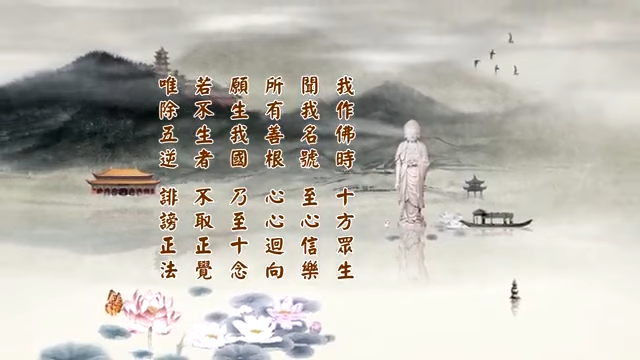 我作佛時 十方眾生
聞我名號 至心信樂
所有善根 心心迴向
願生我國 乃至十念
若不生者 不取正覺
唯除五逆 誹謗正法